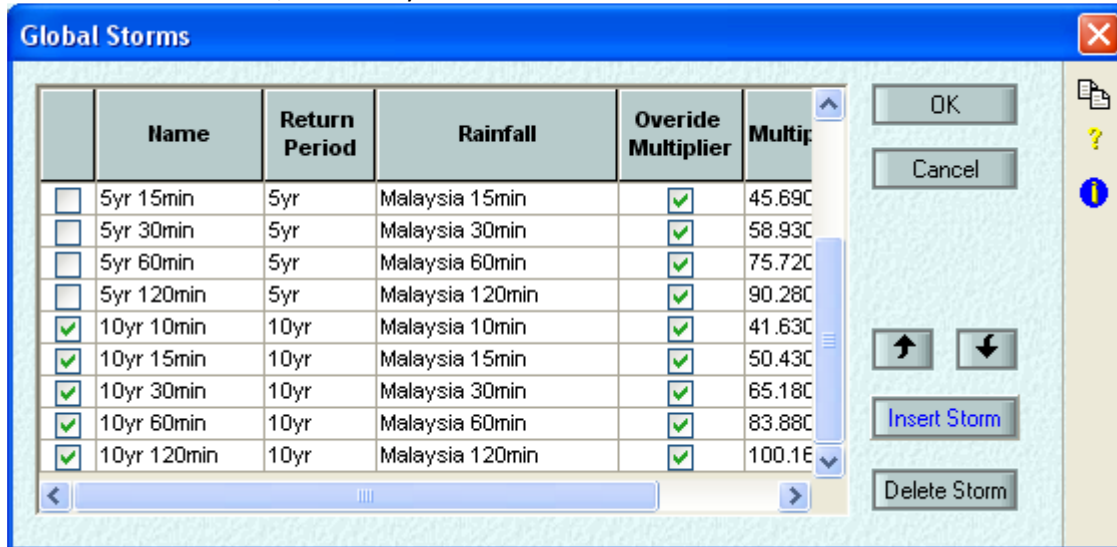 Global Storms
Name Return Period Rainfall Overide Multiplier Multip
5yr 15min 5yr Malaysia 15min 45.690
5yr 30min 5yr Malaysia 30min 58.930
5yr 60min 5yr Malaysia 60min 75.720
5yr 120min 5yr Malaysia 120min 90.280
10yr 10min 10yr Malaysia 10min 41.630
10yr 15min 10yr Malaysia 15min 50.430
10yr 30min 10yr Malaysia 30min 65.180
10yr 60min 10yr Malaysia 60min 83.880
10yr 120min 10yr Malaysia 120min 100.16
OK
Cancel
Insert Storm
Delete Storm